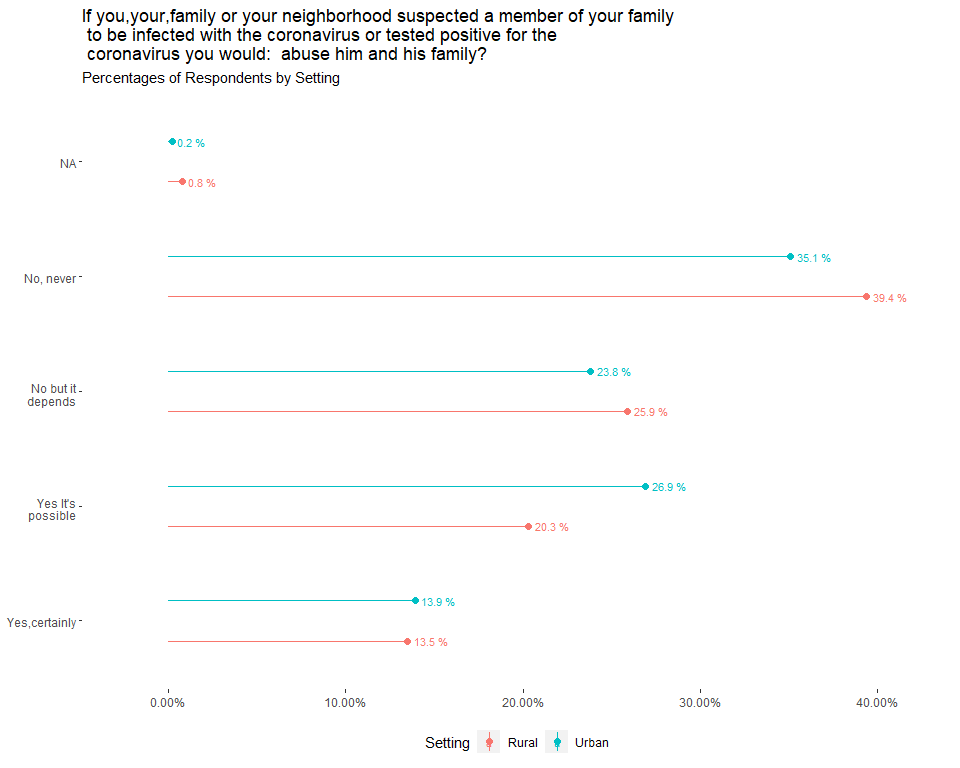 If you,your,family or your neighborhood suspected a member of your family
to be infected with the coronavirus or tested positive for the
coronavirus you would:  abuse him and his family?
Percentages of Respondents by Setting
NA
0.2 %
0.8 %
No, never
35.1 %
39.4 %
No but it
depends
23.8 %
25.9 %
Yes It's
possible
26.9 %
20.3 %
Yes,certainly
13.9 %
13.5 %
0.00%
10.00%
20.00%
30.00%
40.00%
Setting
Rural
Urban